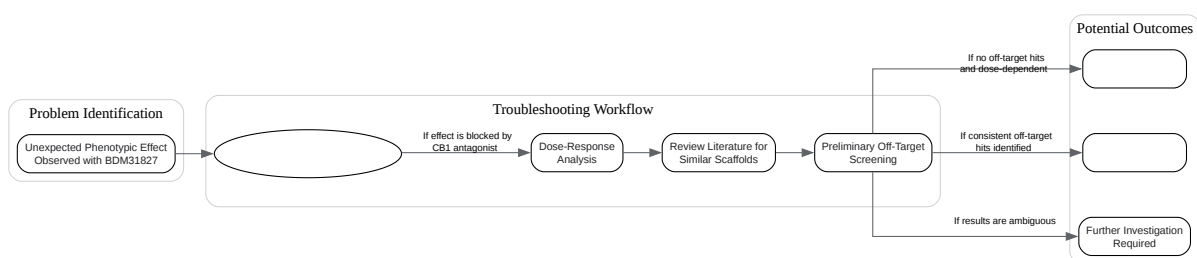 Problem Identification
Unexpected Phenotypic Effect
Observed with BDM31827
Troubleshooting Workflow
If effect is blocked by
CB1 antagonist
Dose-Response
Analysis
Review Literature for
Similar Scaffolds
Preliminary Off-Target
Screening
If no off-target hits
and dose-dependent
If consistent off-target
hits identified
If results are ambiguous
Potential Outcomes
Further Investigation
Required